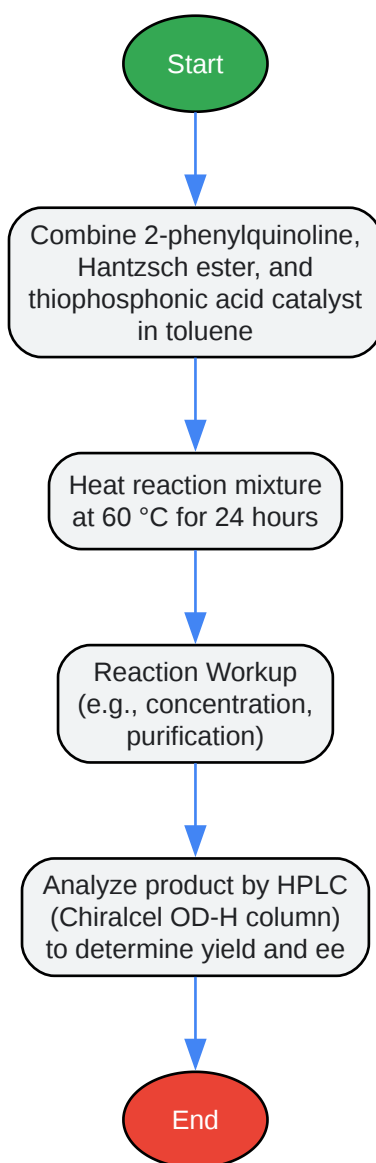 Start
Combine 2-phenylquinoline,
Hantzsch ester, and
thiophosphonic acid catalyst
in toluene
Heat reaction mixture
at 60 °C for 24 hours
Reaction Workup
(e.g., concentration,
purification)
Analyze product by HPLC
(Chiralcel OD-H column)
to determine yield and ee
End